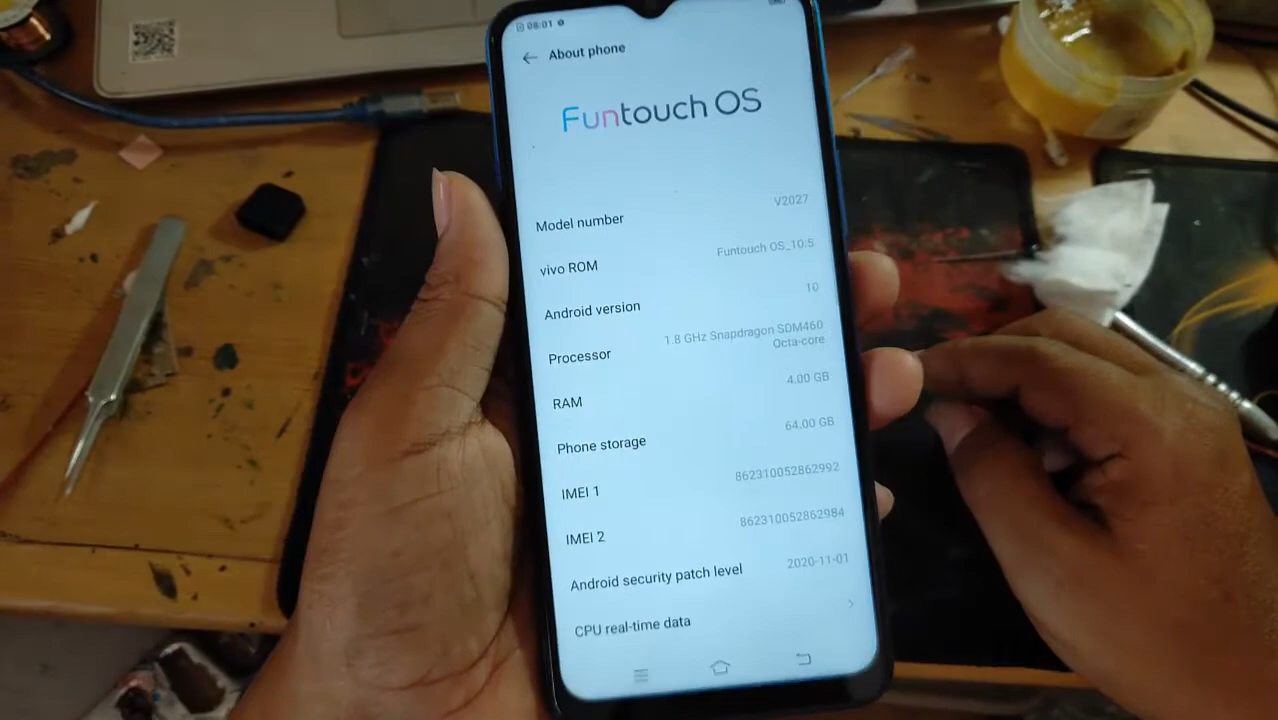 08:01
About phone
Funtouch OS
Model number V2027
vivo ROM Funtouch OS_10.5
Android version 10
Processor 1.8 GHz Snapdragon SDM460
Octa-core
RAM 4.00 GB
Phone storage 64.00 GB
IMEI 1 862310052862992
IMEI 2 862310052862984
Android security patch level 2020-11-01
CPU real-time data